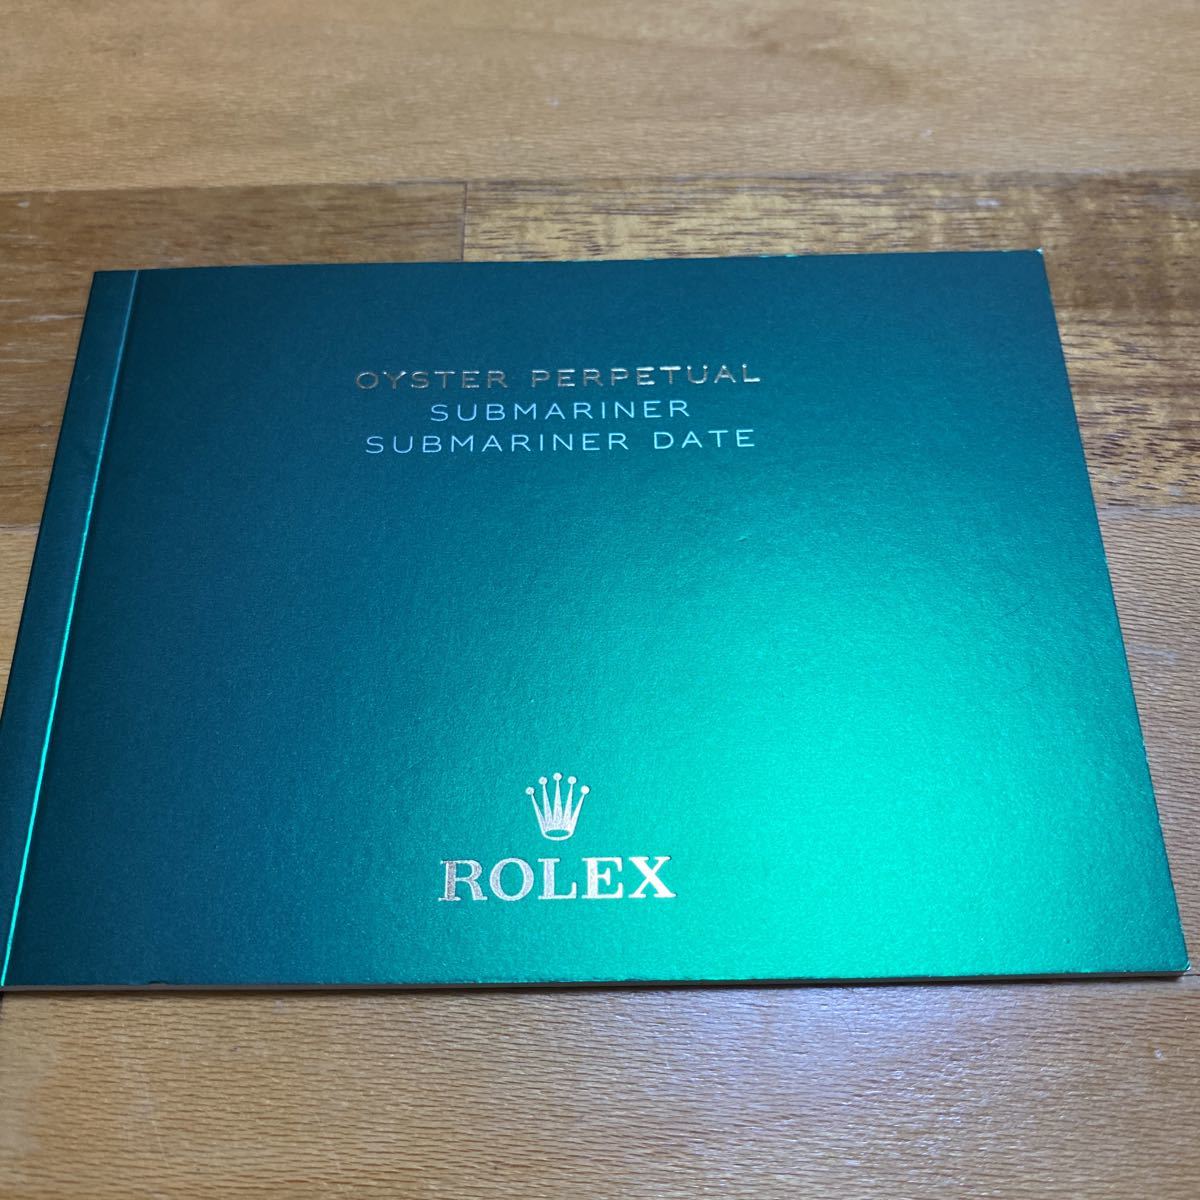 OYSTER PERPETUAL
SUBMARINER
SUBMARINER DATE
ROLEX